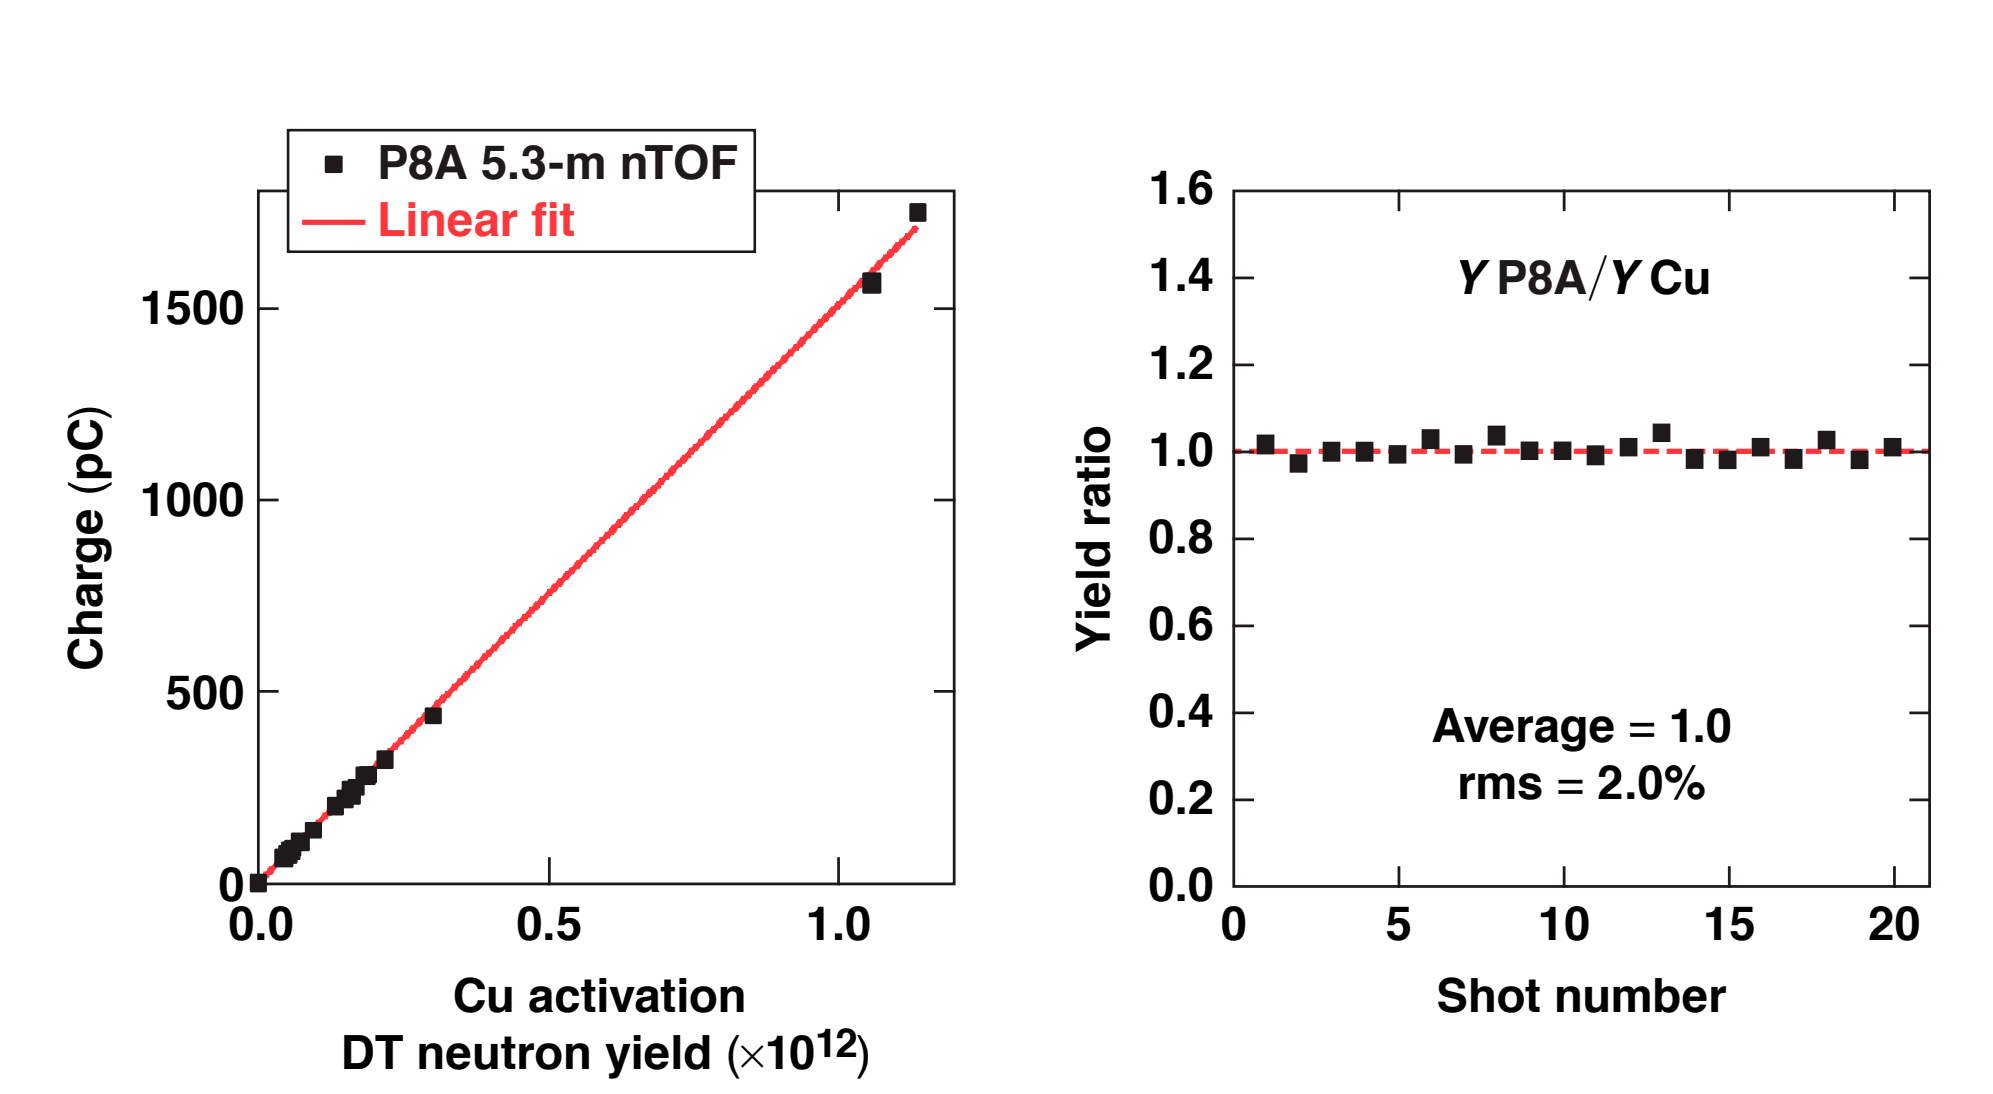 P8A 5.3-m nTOF
Linear fit
1500
1000
500
0
0.0 0.5 1.0
Charge (pC)
Cu activation
DT neutron yield (×10¹²)
1.6
1.4
1.2
1.0
0.8
0.6
0.4
0.2
0.0
0 5 10 15 20
Yield ratio
Y P8A/Y Cu
Average = 1.0
rms = 2.0%
Shot number